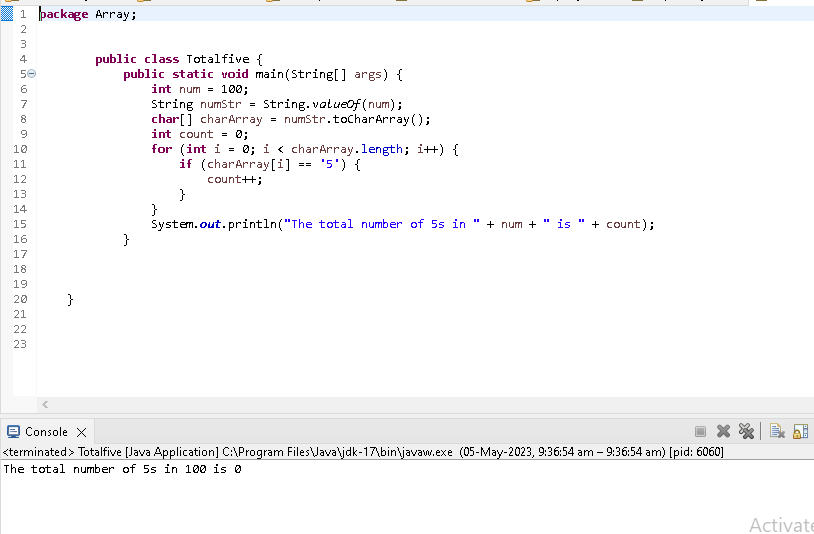 1 package Array;
2
3
4 public class Totalfive {
5 public static void main(String[] args) {
6 int num = 100;
7 String numStr = String.valueOf(num);
8 char[] charArray = numStr.toCharArray();
9 int count = 0;
10 for (int i = 0; i < charArray.length; i++) {
11 if (charArray[i] == '5') {
12 count++;
13 }
14 }
15 System.out.println("The total number of 5s in " + num + " is " + count);
16 }
17
18
19
20 }
21
22
23
Console
<terminated> Totalfive [Java Application] C:\Program Files\Java\jdk-17\bin\javaw.exe (05-May-2023, 9:36:54 am – 9:36:54 am) [pid: 6060]
The total number of 5s in 100 is 0
Activate